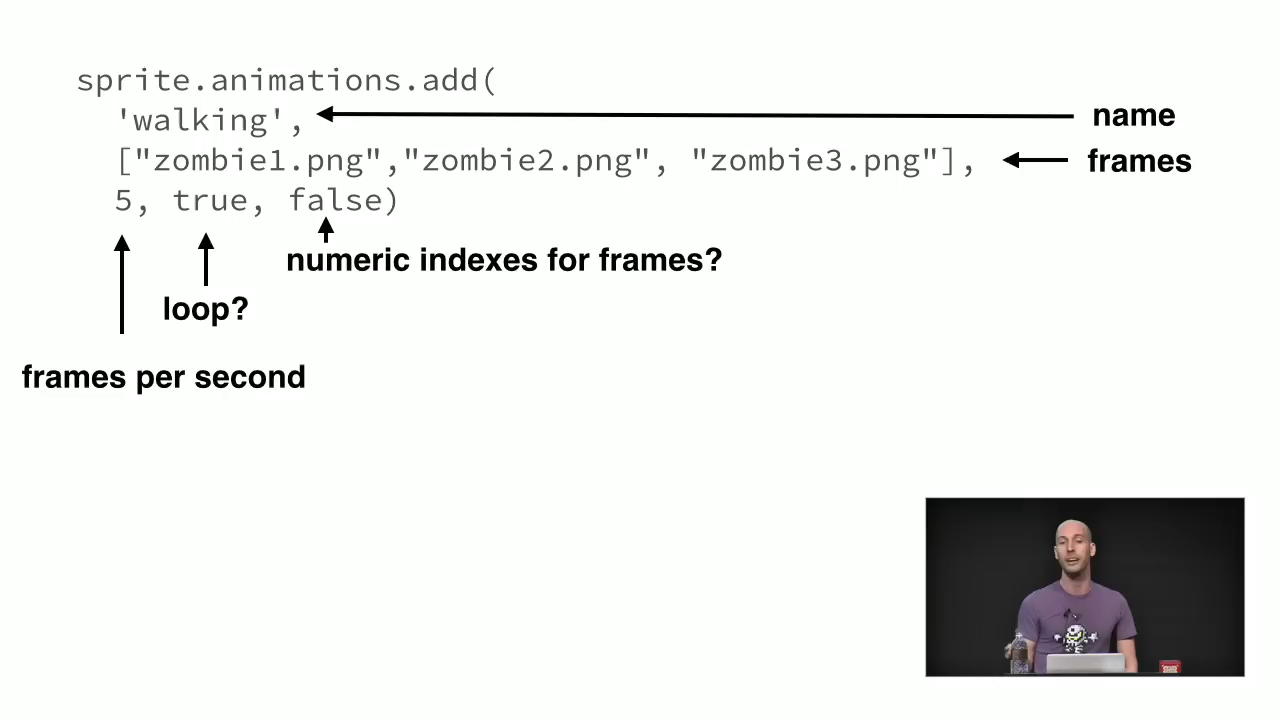 sprite.animations.add(
'walking',
name
["zombie1.png","zombie2.png", "zombie3.png"],
frames
5, true, false)
numeric indexes for frames?
loop?
frames per second